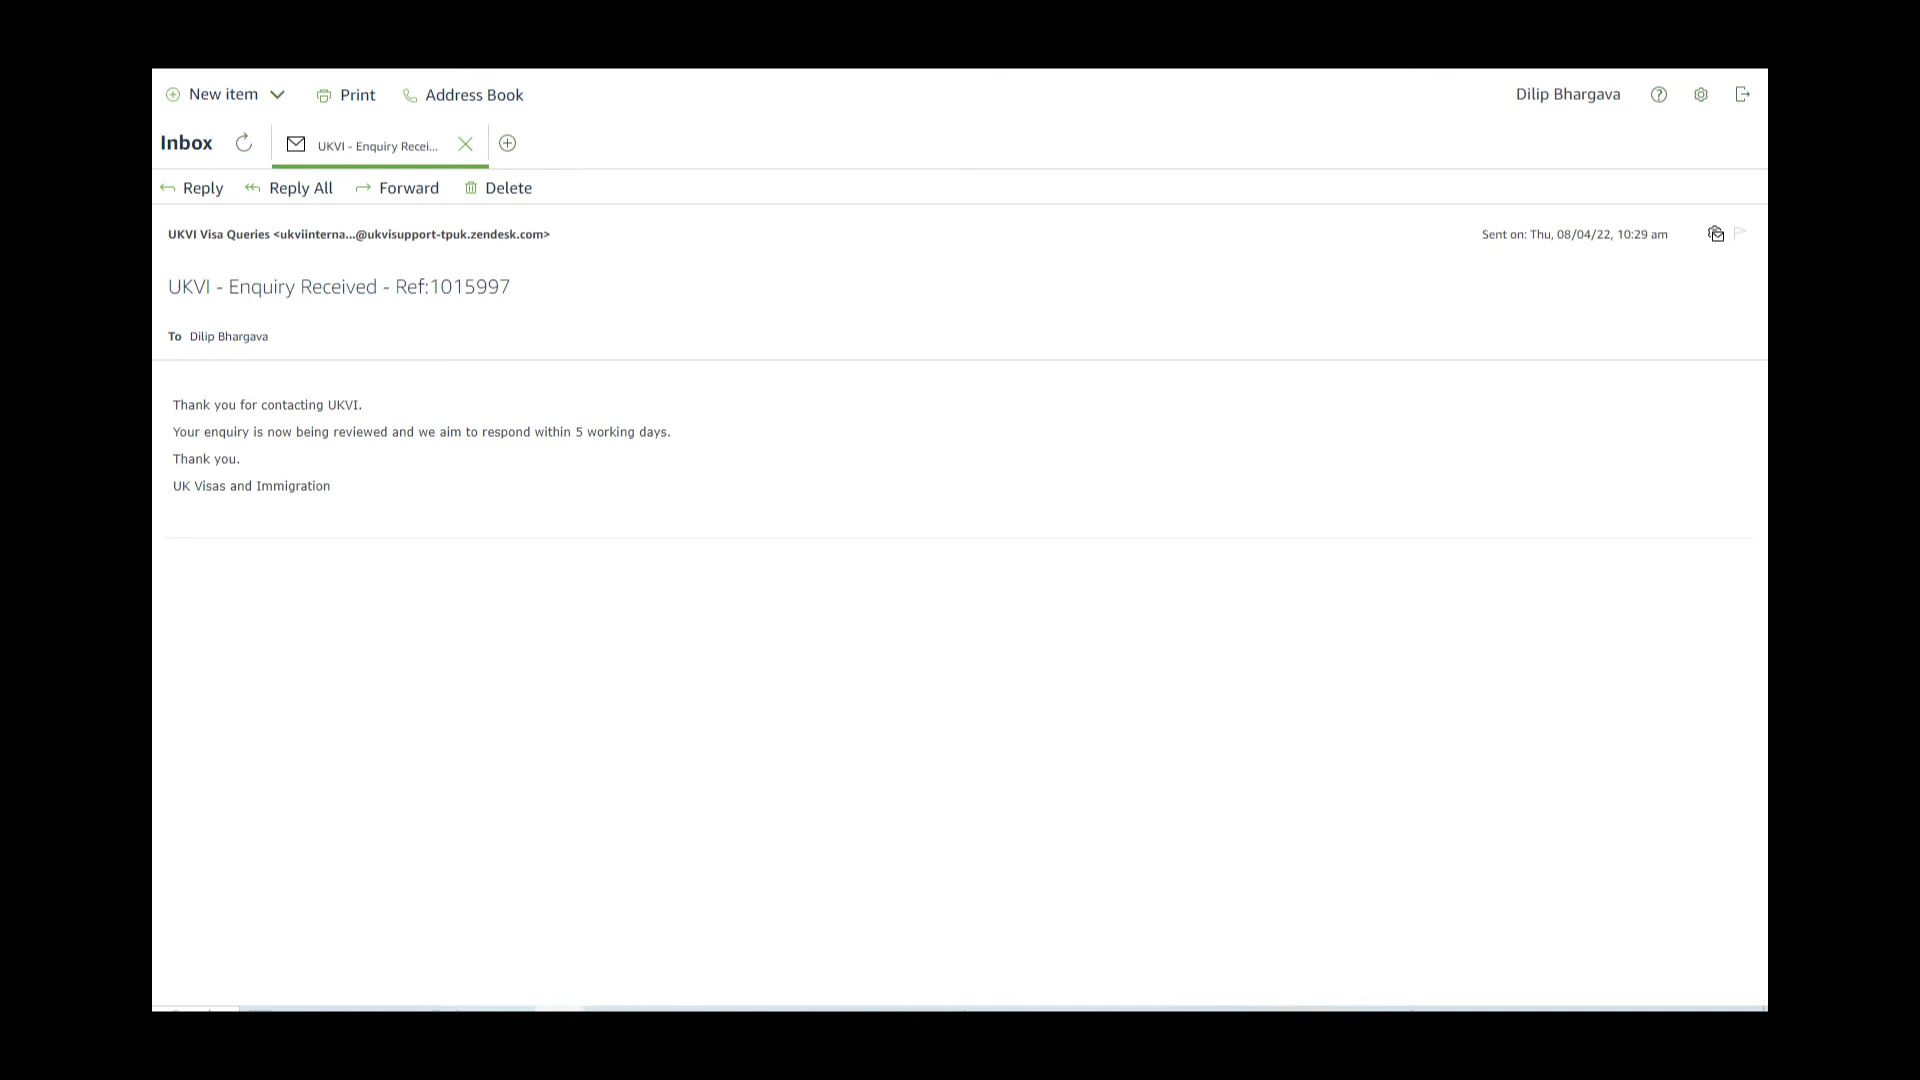 New item Print Address Book Dilip Bhargava
Inbox UKVI - Enquiry Recei...
Reply Reply All Forward Delete
UKVI Visa Queries <ukviinterna...@ukvisupport-tpuk.zendesk.com> Sent on: Thu, 08/04/22, 10:29 am
UKVI - Enquiry Received - Ref:1015997
To Dilip Bhargava
Thank you for contacting UKVI.
Your enquiry is now being reviewed and we aim to respond within 5 working days.
Thank you.
UK Visas and Immigration